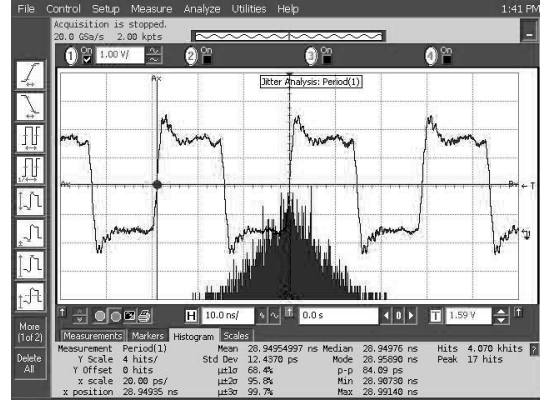 File Control Setup Measure Analyze Utilities Help 1:41 PM
Acquisition is stopped.
20.0 GSa/s 2.00 kpts
1 On 1.00 V/ 2 On 3 On 4 On
Jitter Analysis: Period(1)
Ax
T
More
(1of 2)
Delete
All
H 10.0 ns/ 0.0 s 0 T 1.59 V
Measurements Markers Histogram Scales
Measurement Period(1) Mean 28.94954997 ns Median 28.94976 ns Hits 4.070 khits ?
Y Scale 4 hits/ Std Dev 12.4370 ps Mode 28.95890 ns Peak 17 hits
Y Offset 0 hits μ±1σ 68.4% p-p 84.09 ps
x scale 20.00 ps/ μ±2σ 95.8% Min 28.90730 ns
x position 28.94935 ns μ±3σ 99.7% Max 28.99140 ns